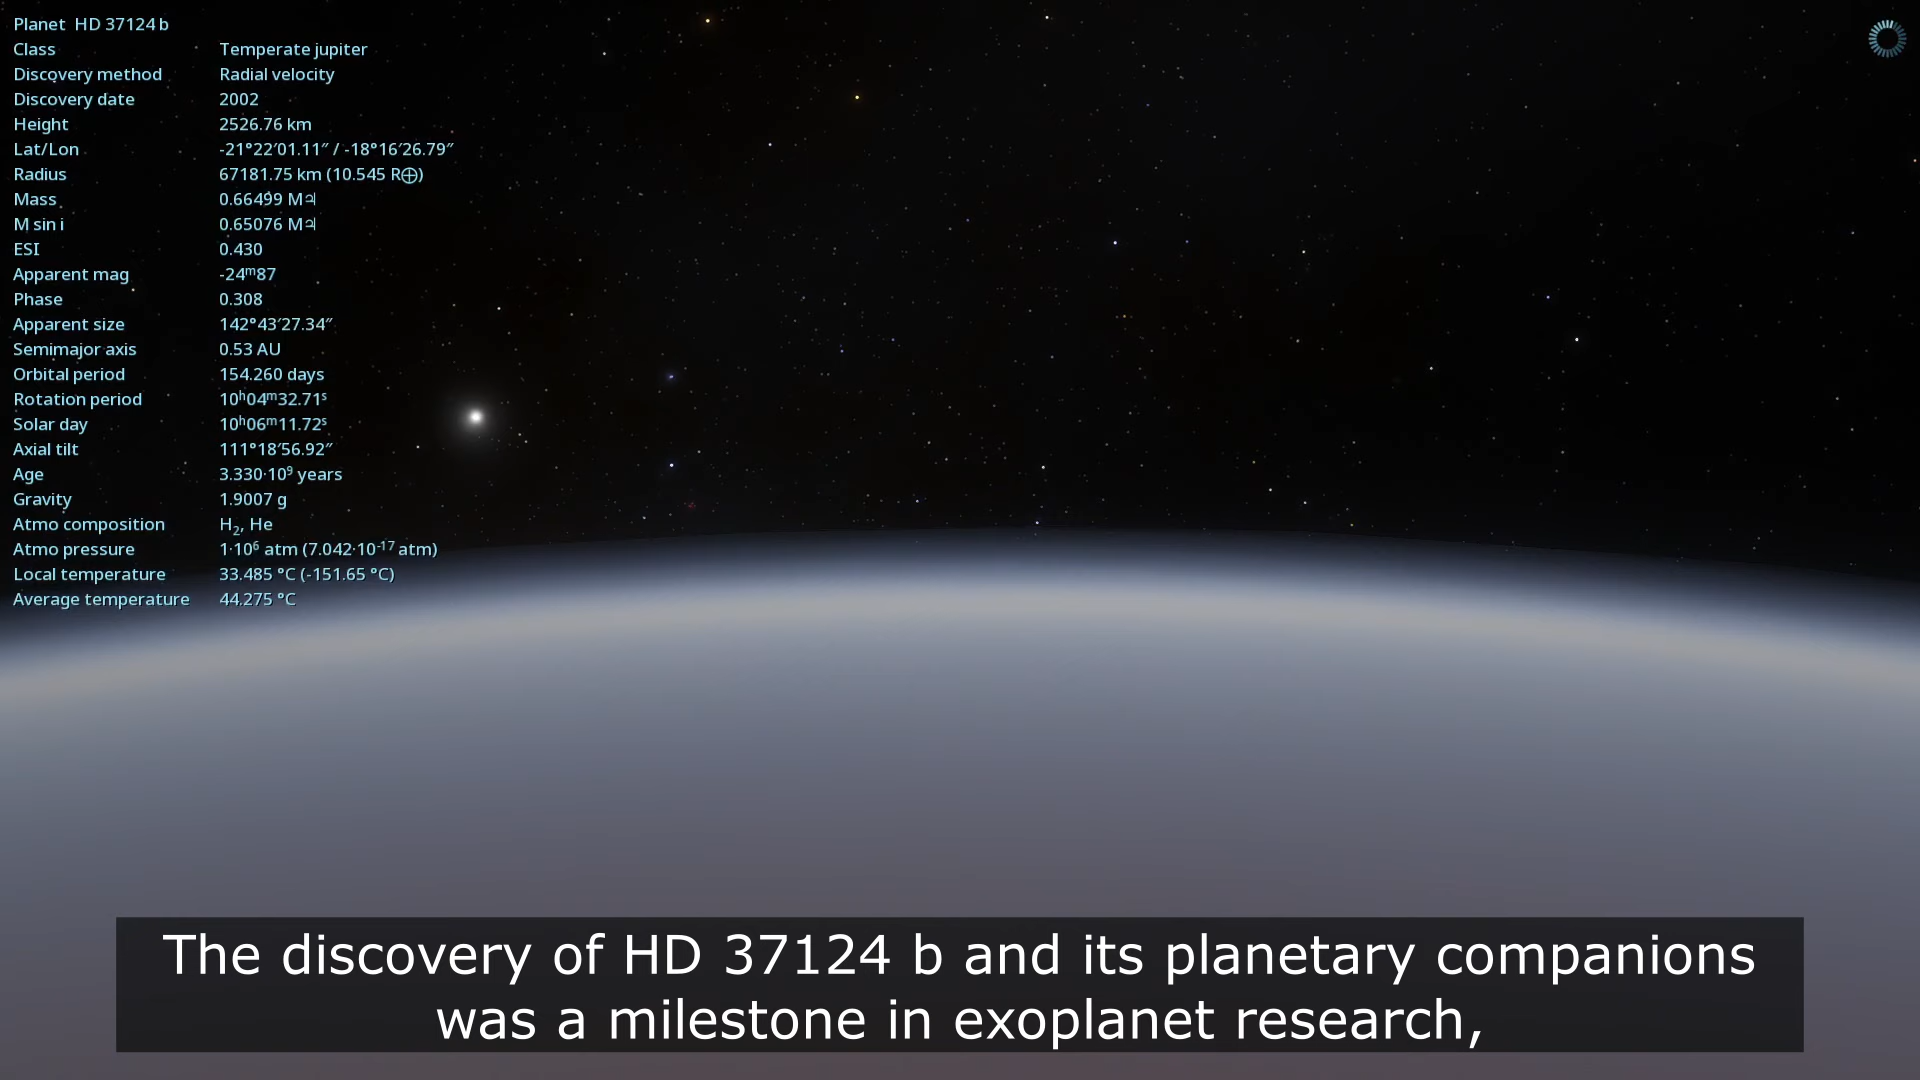 Planet HD 37124 b
Class Temperate jupiter
Discovery method Radial velocity
Discovery date 2002
Height 2526.76 km
Lat/Lon -21°22′01.11″ / -18°16′26.79″
Radius 67181.75 km (10.545 R⨁)
Mass 0.66499 M♃
M sin i 0.65076 M♃
ESI 0.430
Apparent mag -24ᵐ87
Phase 0.308
Apparent size 142°43′27.34″
Semimajor axis 0.53 AU
Orbital period 154.260 days
Rotation period 10ʰ04ᵐ32.71ˢ
Solar day 10ʰ06ᵐ11.72ˢ
Axial tilt 111°18′56.92″
Age 3.330·10⁹ years
Gravity 1.9007 g
Atmo composition H₂, He
Atmo pressure 1·10⁶ atm (7.042·10⁻¹⁷ atm)
Local temperature 33.485 °C (-151.65 °C)
Average temperature 44.275 °C
The discovery of HD 37124 b and its planetary companions
was a milestone in exoplanet research,